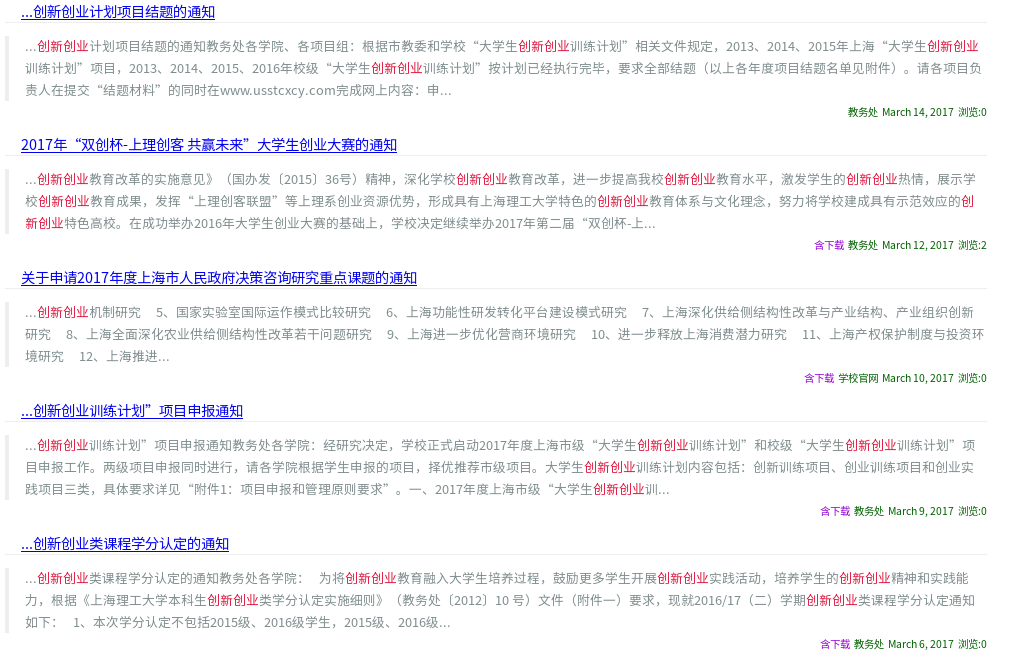 ...创新创业计划项目结题的通知
...创新创业计划项目结题的通知教务处各学院、各项目组：根据市教委和学校“大学生创新创业训练计划”相关文件规定，2013、2014、2015年上海“大学生创新创业
训练计划”项目，2013、2014、2015、2016年校级“大学生创新创业训练计划”按计划已经执行完毕，要求全部结题（以上各年度项目结题名单见附件）。请各项目负
责人在提交“结题材料”的同时在www.usstcxcy.com完成网上内容：申...
教务处 March 14, 2017 浏览:0
2017年“双创杯-上理创客 共赢未来”大学生创业大赛的通知
...创新创业教育改革的实施意见》（国办发〔2015〕36号）精神，深化学校创新创业教育改革，进一步提高我校创新创业教育水平，激发学生的创新创业热情，展示学
校创新创业教育成果，发挥“上理创客联盟”等上理系创业资源优势，形成具有上海理工大学特色的创新创业教育体系与文化理念，努力将学校建成具有示范效应的创
新创业特色高校。在成功举办2016年大学生创业大赛的基础上，学校决定继续举办2017年第二届“双创杯-上...
含下载 教务处 March 12, 2017 浏览:2
关于申请2017年度上海市人民政府决策咨询研究重点课题的通知
...创新创业机制研究 5、国家实验室国际运作模式比较研究 6、上海功能性研发转化平台建设模式研究 7、上海深化供给侧结构性改革与产业结构、产业组织创新
研究 8、上海全面深化农业供给侧结构性改革若干问题研究 9、上海进一步优化营商环境研究 10、进一步释放上海消费潜力研究 11、上海产权保护制度与投资环
境研究 12、上海推进...
含下载 学校官网 March 10, 2017 浏览:0
...创新创业训练计划”项目申报通知
...创新创业训练计划”项目申报通知教务处各学院：经研究决定，学校正式启动2017年度上海市级“大学生创新创业训练计划”和校级“大学生创新创业训练计划”项
目申报工作。两级项目申报同时进行，请各学院根据学生申报的项目，择优推荐市级项目。大学生创新创业训练计划内容包括：创新训练项目、创业训练项目和创业实
践项目三类，具体要求详见“附件1：项目申报和管理原则要求”。一、2017年度上海市级“大学生创新创业训...
含下载 教务处 March 9, 2017 浏览:0
...创新创业类课程学分认定的通知
...创新创业类课程学分认定的通知教务处各学院： 为将创新创业教育融入大学生培养过程，鼓励更多学生开展创新创业实践活动，培养学生的创新创业精神和实践能
力，根据《上海理工大学本科生创新创业类学分认定实施细则》（教务处〔2012〕10 号）文件（附件一）要求，现就2016/17（二）学期创新创业类课程学分认定通知
如下： 1、本次学分认定不包括2015级、2016级学生，2015级、2016级...
含下载 教务处 March 6, 2017 浏览:0